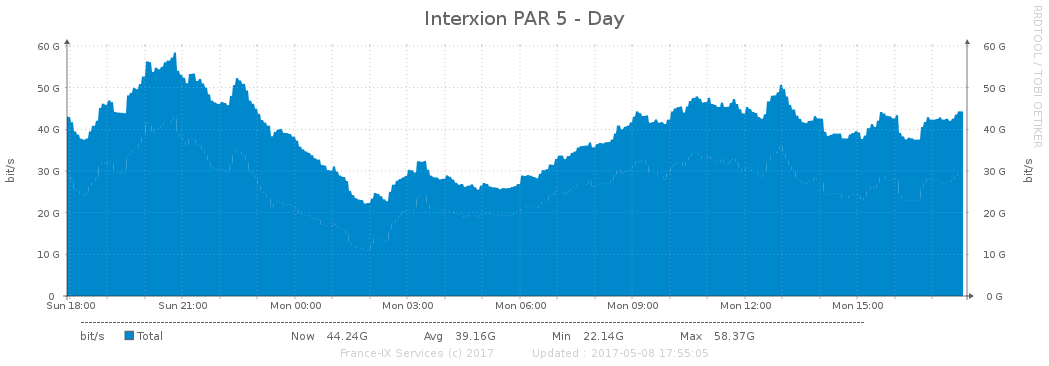 Interxion PAR 5 - Day
RRDTOOL / TOBI OETIKER
bit/s
60 G
50 G
40 G
30 G
20 G
10 G
0
60 G
50 G
40 G
30 G
20 G
10 G
0 G
bit/s
Sun 18:00 Sun 21:00 Mon 00:00 Mon 03:00 Mon 06:00 Mon 09:00 Mon 12:00 Mon 15:00
bit/s Total Now 44.24G Avg 39.16G Min 22.14G Max 58.37G
France-IX Services (c) 2017 Updated : 2017-05-08 17:55:05